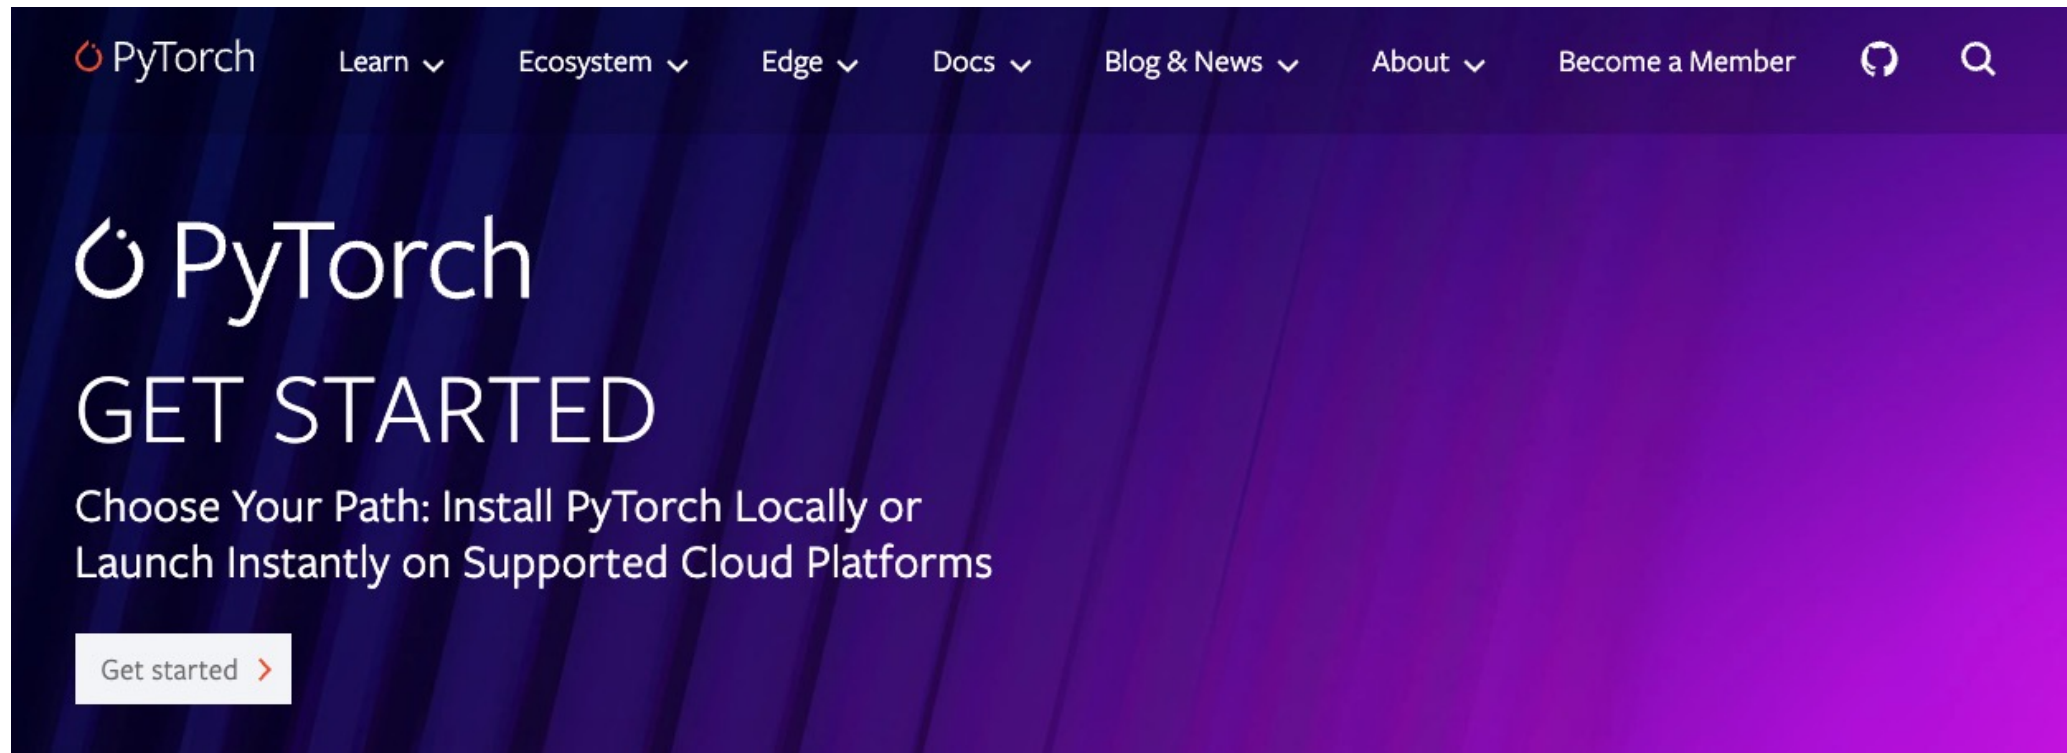 PyTorch Learn Ecosystem Edge Docs Blog & News About Become a Member
PyTorch
GET STARTED
Choose Your Path: Install PyTorch Locally or
Launch Instantly on Supported Cloud Platforms
Get started